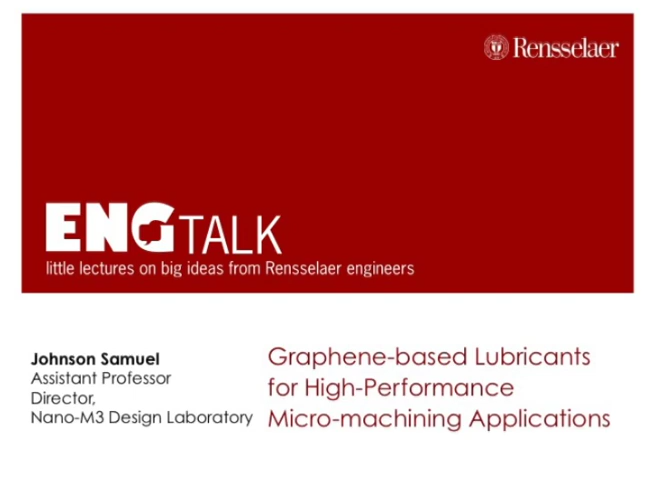 Rensselaer
ENGTALK
little lectures on big ideas from Rensselaer engineers
Johnson Samuel
Assistant Professor
Director,
Nano-M3 Design Laboratory
Graphene-based Lubricants
for High-Performance
Micro-machining Applications